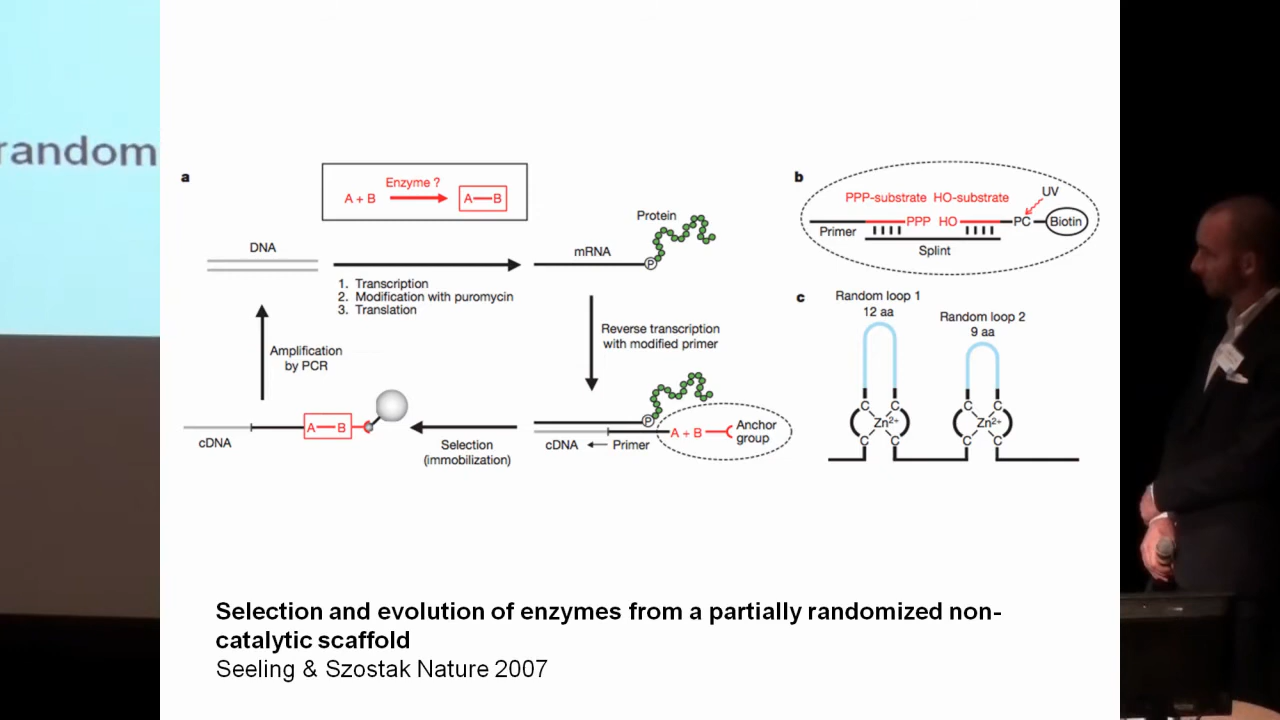 random
a
Enzyme ?
A + B
A—B
DNA
1. Transcription
2. Modification with puromycin
3. Translation
mRNA
P
Protein
Reverse transcription
with modified primer
Amplification
by PCR
cDNA
A—B
Selection
(immobilization)
P
cDNA
Primer
A + B
Anchor
group
b
PPP-substrate HO-substrate
UV
Primer
PPP HO
PC
Biotin
Splint
c
Random loop 1
12 aa
Random loop 2
9 aa
C C
Zn2+
C C
C C
Zn2+
C C
Selection and evolution of enzymes from a partially randomized non-
catalytic scaffold
Seeling & Szostak Nature 2007